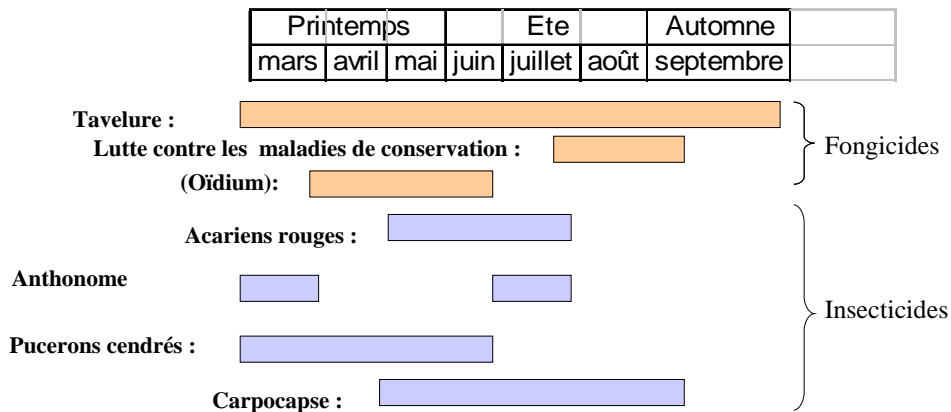 Printemps Ete Automne
mars avril mai juin juillet août septembre
Tavelure :
Lutte contre les maladies de conservation :
Fongicides
(Oïdium):
Acariens rouges :
Anthonome
Insecticides
Pucerons cendrés :
Carpocapse :